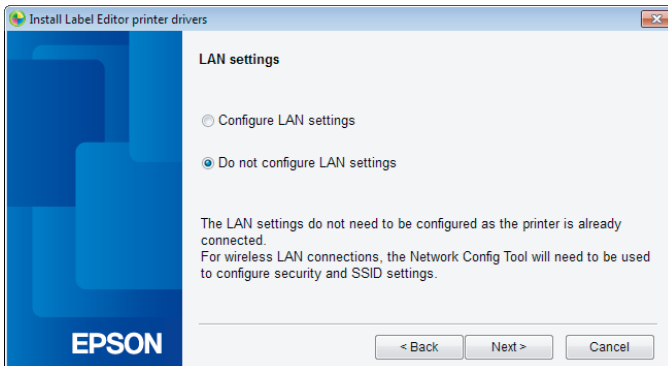 Install Label Editor printer drivers
LAN settings
Configure LAN settings
Do not configure LAN settings
The LAN settings do not need to be configured as the printer is already
connected.
For wireless LAN connections, the Network Config Tool will need to be used
to configure security and SSID settings.
EPSON
< Back
Next >
Cancel